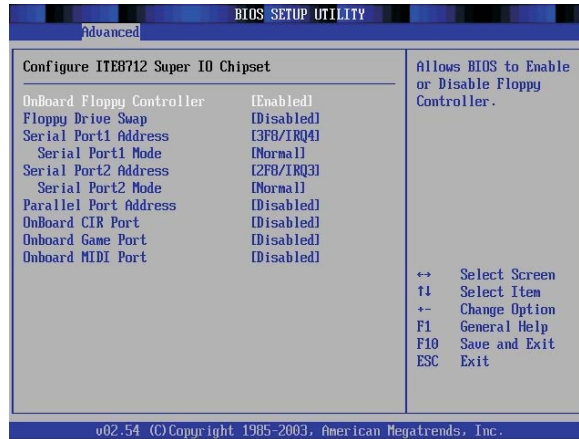 BIOS SETUP UTILITY
Advanced
Configure ITE8712 Super IO Chipset
OnBoard Floppy Controller [Enabled]
Floppy Drive Swap [Disabled]
Serial Port1 Address [3F8/IRQ4]
Serial Port1 Mode [Normal]
Serial Port2 Address [2F8/IRQ3]
Serial Port2 Mode [Normal]
Parallel Port Address [Disabled]
OnBoard CIR Port [Disabled]
Onboard Game Port [Disabled]
Onboard MIDI Port [Disabled]
Allows BIOS to Enable
or Disable Floppy
Controller.
↔ Select Screen
↑↓ Select Item
+- Change Option
F1 General Help
F10 Save and Exit
ESC Exit
v02.54 (C)Copyright 1985-2003, American Megatrends, Inc.